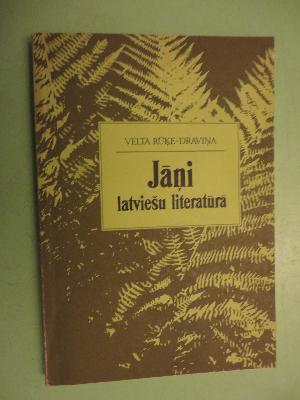 VELTA RŪĶE-DRAVIŅA
Jāņi
latviešu literatūrā